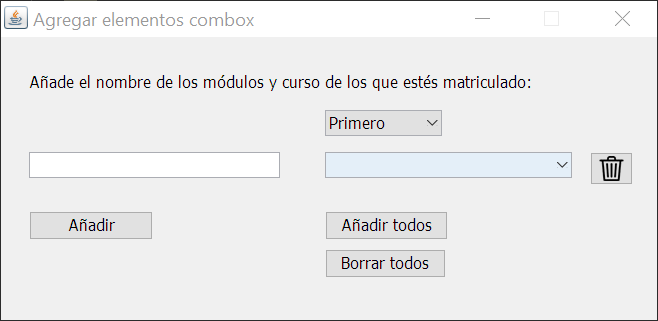 Agregar elementos combox
Añade el nombre de los módulos y curso de los que estés matriculado:
Primero
Añadir
Añadir todos
Borrar todos